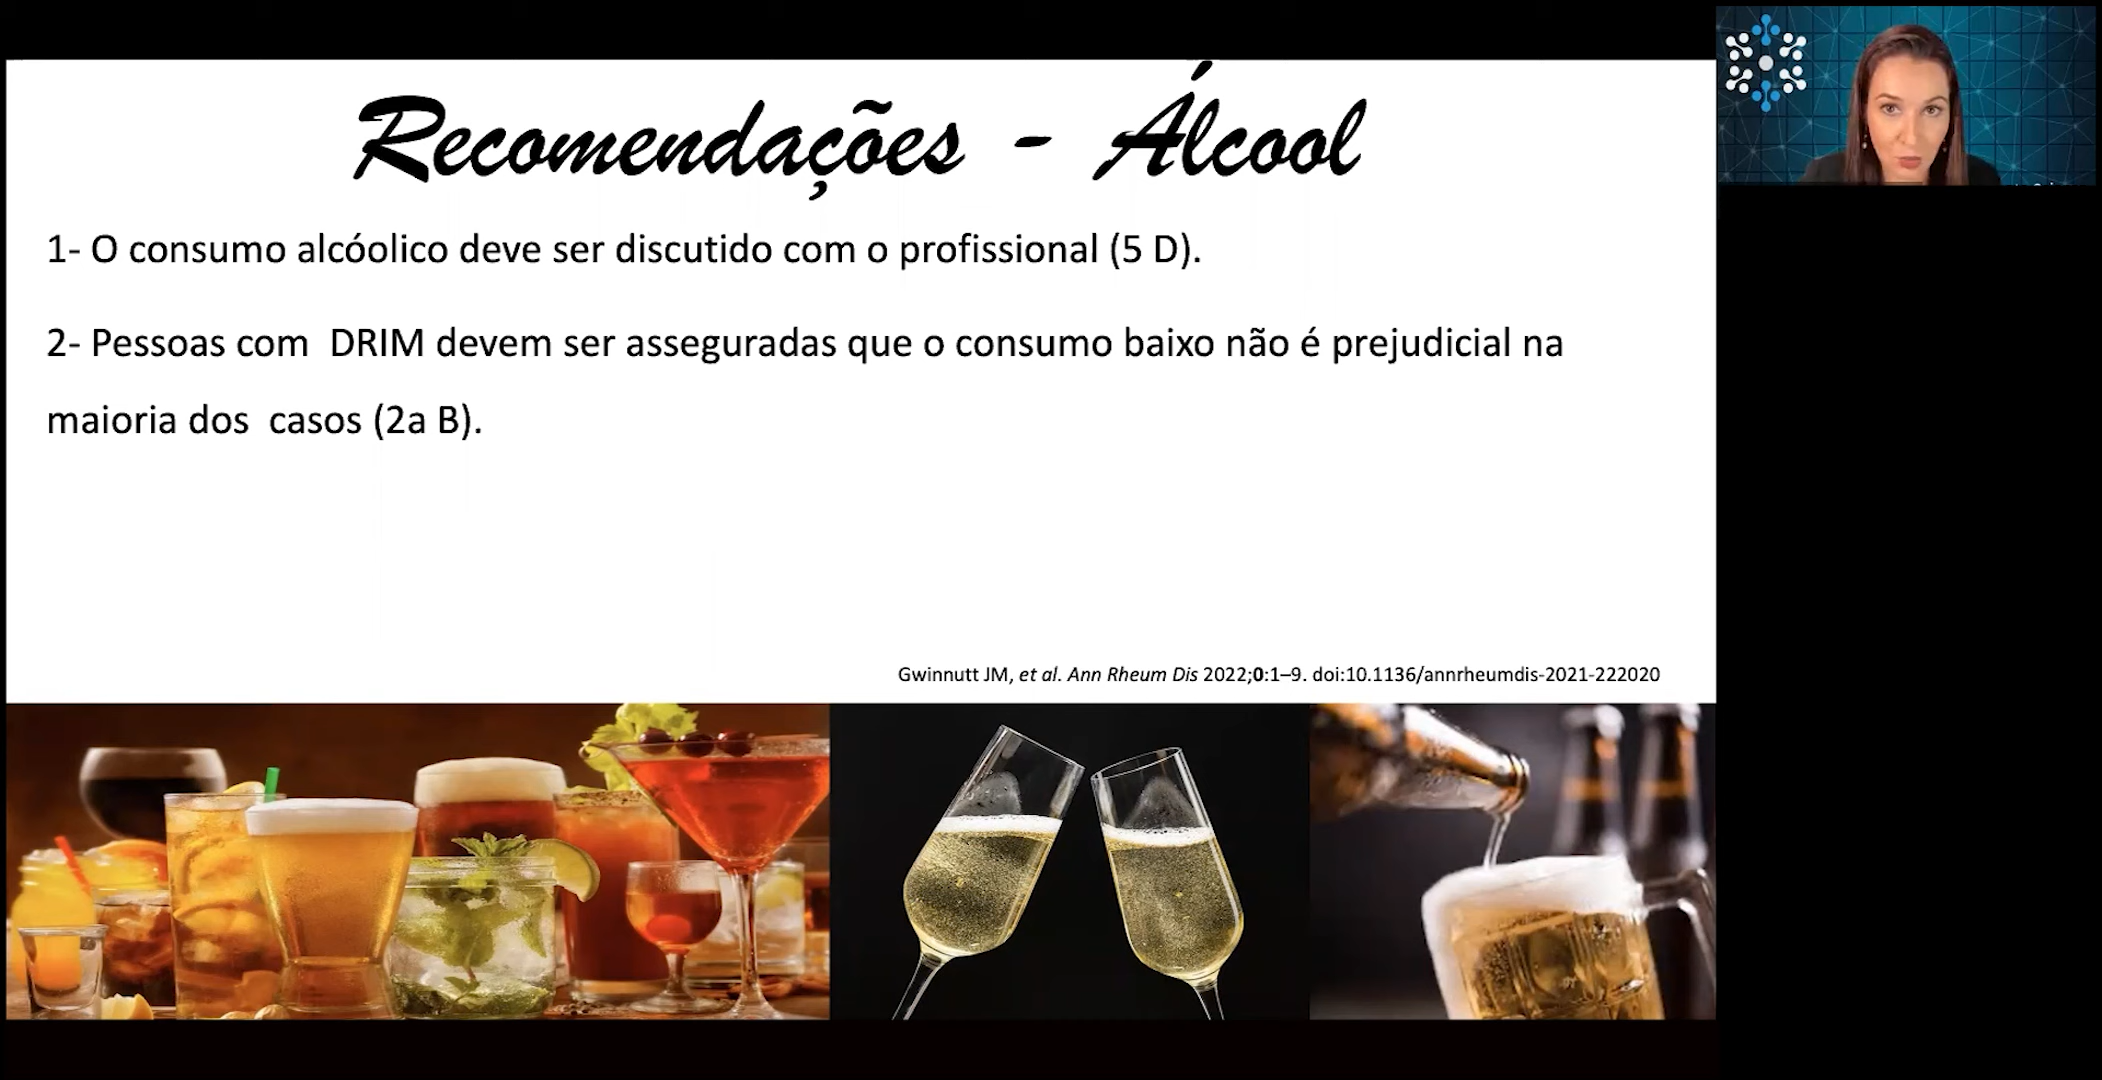 Recomendações - Álcool
1- O consumo alcóolico deve ser discutido com o profissional (5 D).
2- Pessoas com DRIM devem ser asseguradas que o consumo baixo não é prejudicial na
maioria dos casos (2a B).
Gwinnutt JM, et al. Ann Rheum Dis 2022;0:1–9. doi:10.1136/annrheumdis-2021-222020